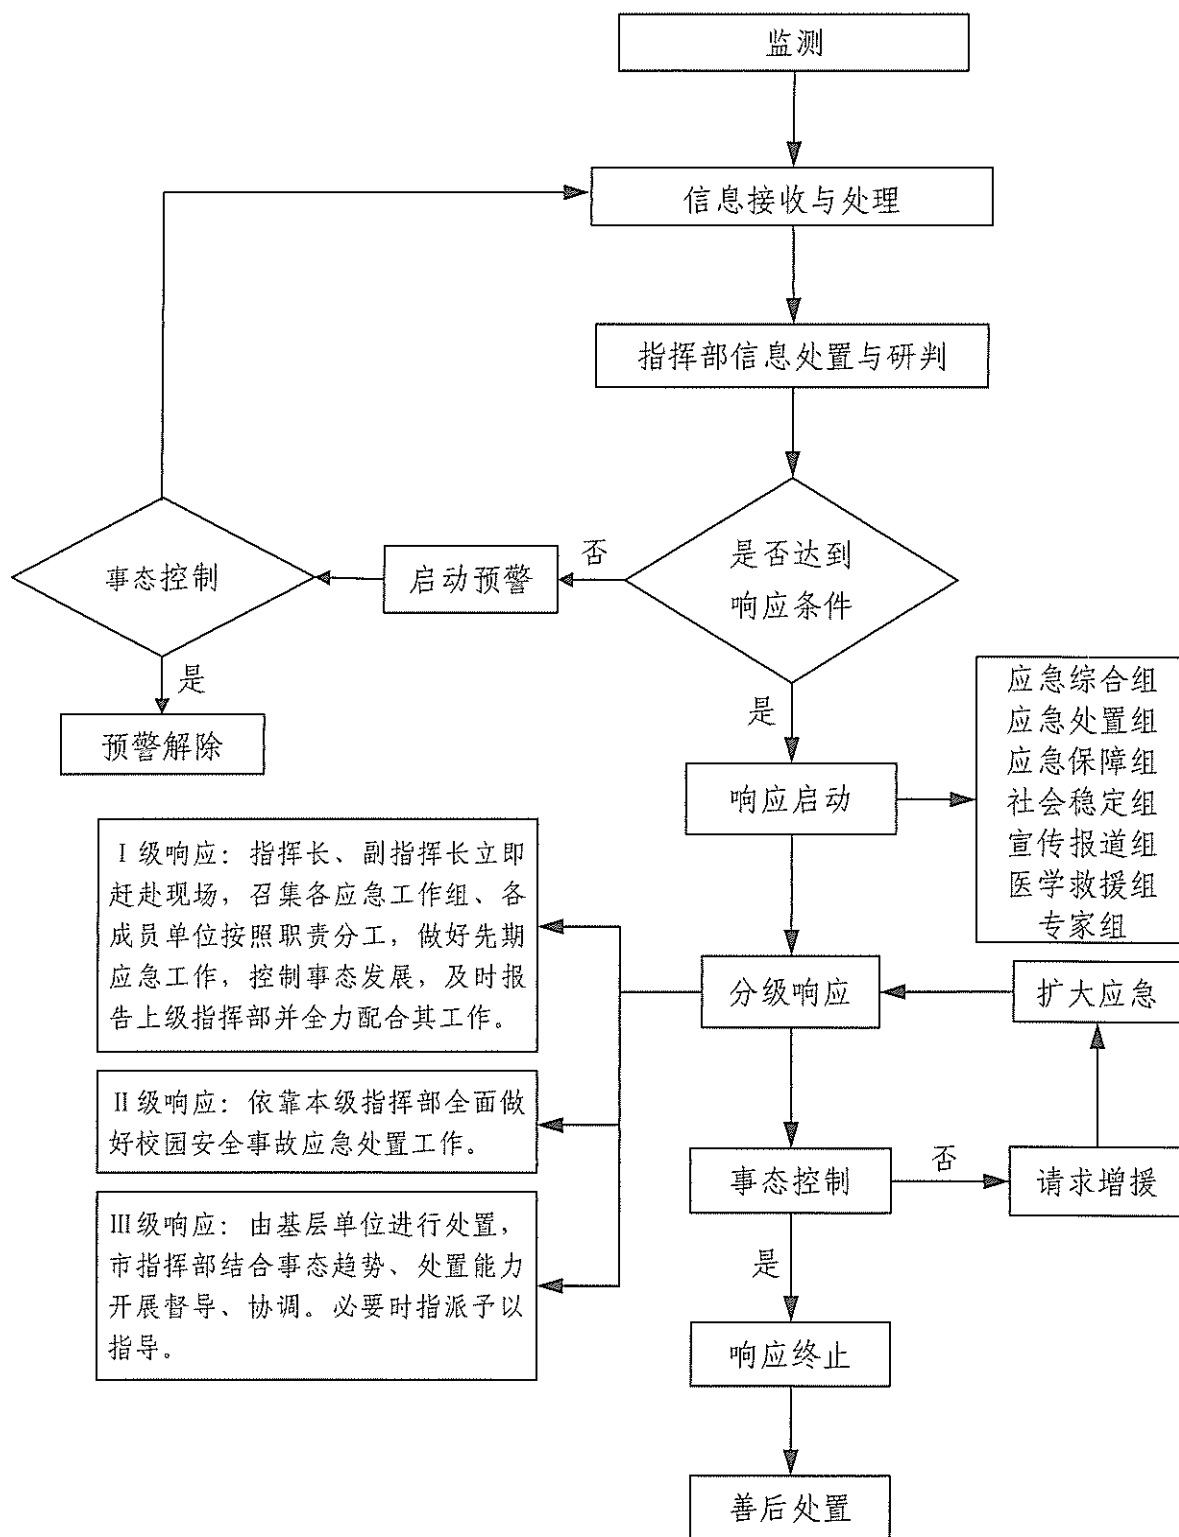 监测
信息接收与处理
指挥部信息处置与研判
是否达到
响应条件
否
启动预警
事态控制
是
预警解除
是
响应启动
应急综合组
应急处置组
应急保障组
社会稳定组
宣传报道组
医学救援组
专家组
Ⅰ级响应：指挥长、副指挥长立即
赶赴现场，召集各应急工作组、各
成员单位按照职责分工，做好先期
应急工作，控制事态发展，及时报
告上级指挥部并全力配合其工作。
分级响应
扩大应急
Ⅱ级响应：依靠本级指挥部全面做
好校园安全事故应急处置工作。
事态控制
否
请求增援
Ⅲ级响应：由基层单位进行处置，
市指挥部结合事态趋势、处置能力
开展督导、协调。必要时指派予以
指导。
是
响应终止
善后处置